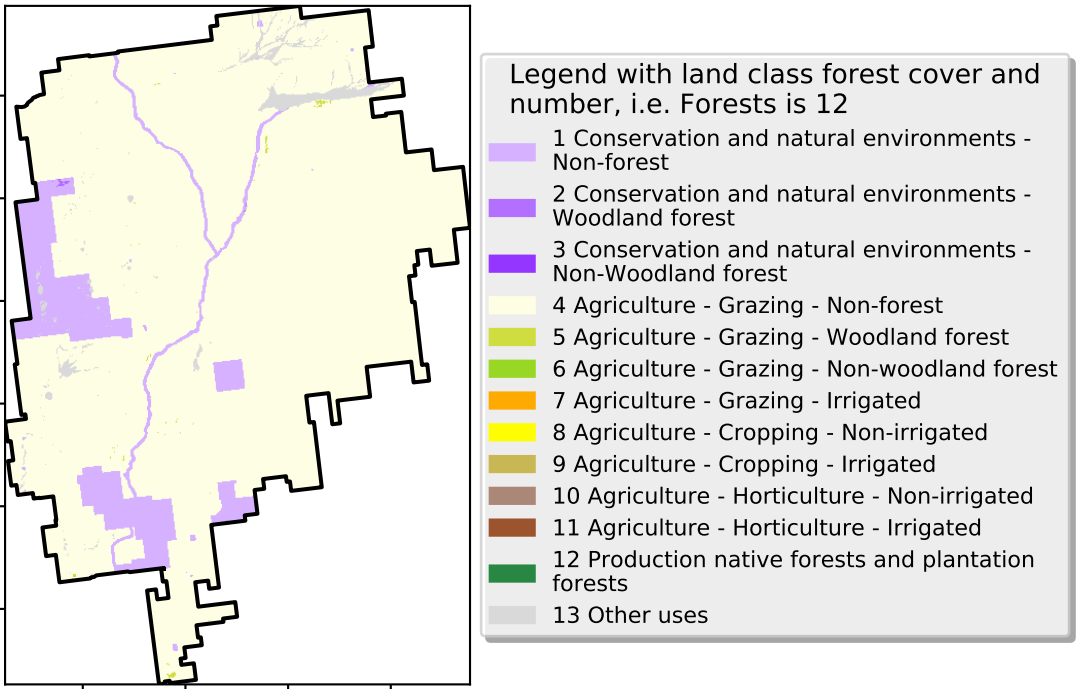 Legend with land class forest cover and
number, i.e. Forests is 12
1 Conservation and natural environments -
Non-forest
2 Conservation and natural environments -
Woodland forest
3 Conservation and natural environments -
Non-Woodland forest
4 Agriculture - Grazing - Non-forest
5 Agriculture - Grazing - Woodland forest
6 Agriculture - Grazing - Non-woodland forest
7 Agriculture - Grazing - Irrigated
8 Agriculture - Cropping - Non-irrigated
9 Agriculture - Cropping - Irrigated
10 Agriculture - Horticulture - Non-irrigated
11 Agriculture - Horticulture - Irrigated
12 Production native forests and plantation
forests
13 Other uses